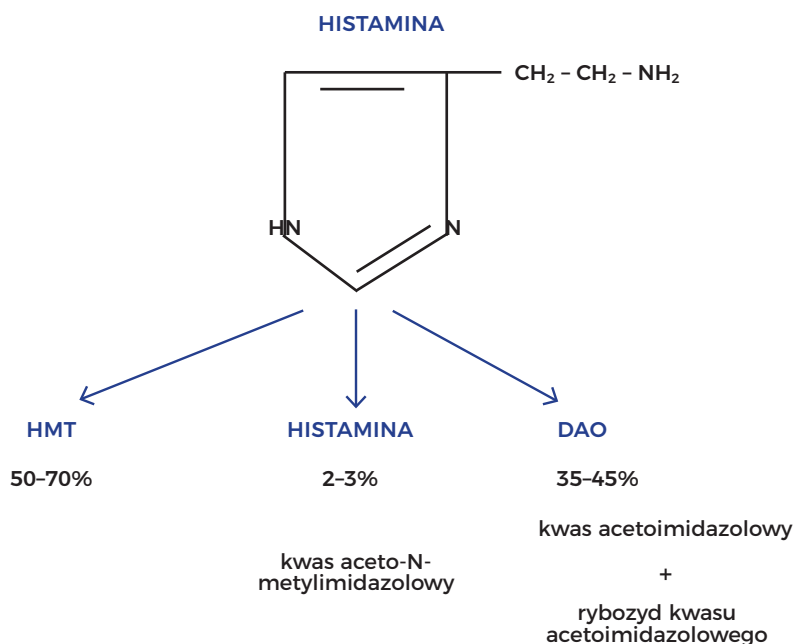 HISTAMINA
CH₂ – CH₂ – NH₂
HN
N
HMT
HISTAMINA
DAO
50–70%
2–3%
35–45%
kwas acetoimidazolowy
kwas aceto-N-
metylimidazolowy
+
rybozyd kwasu
acetoimidazolowego